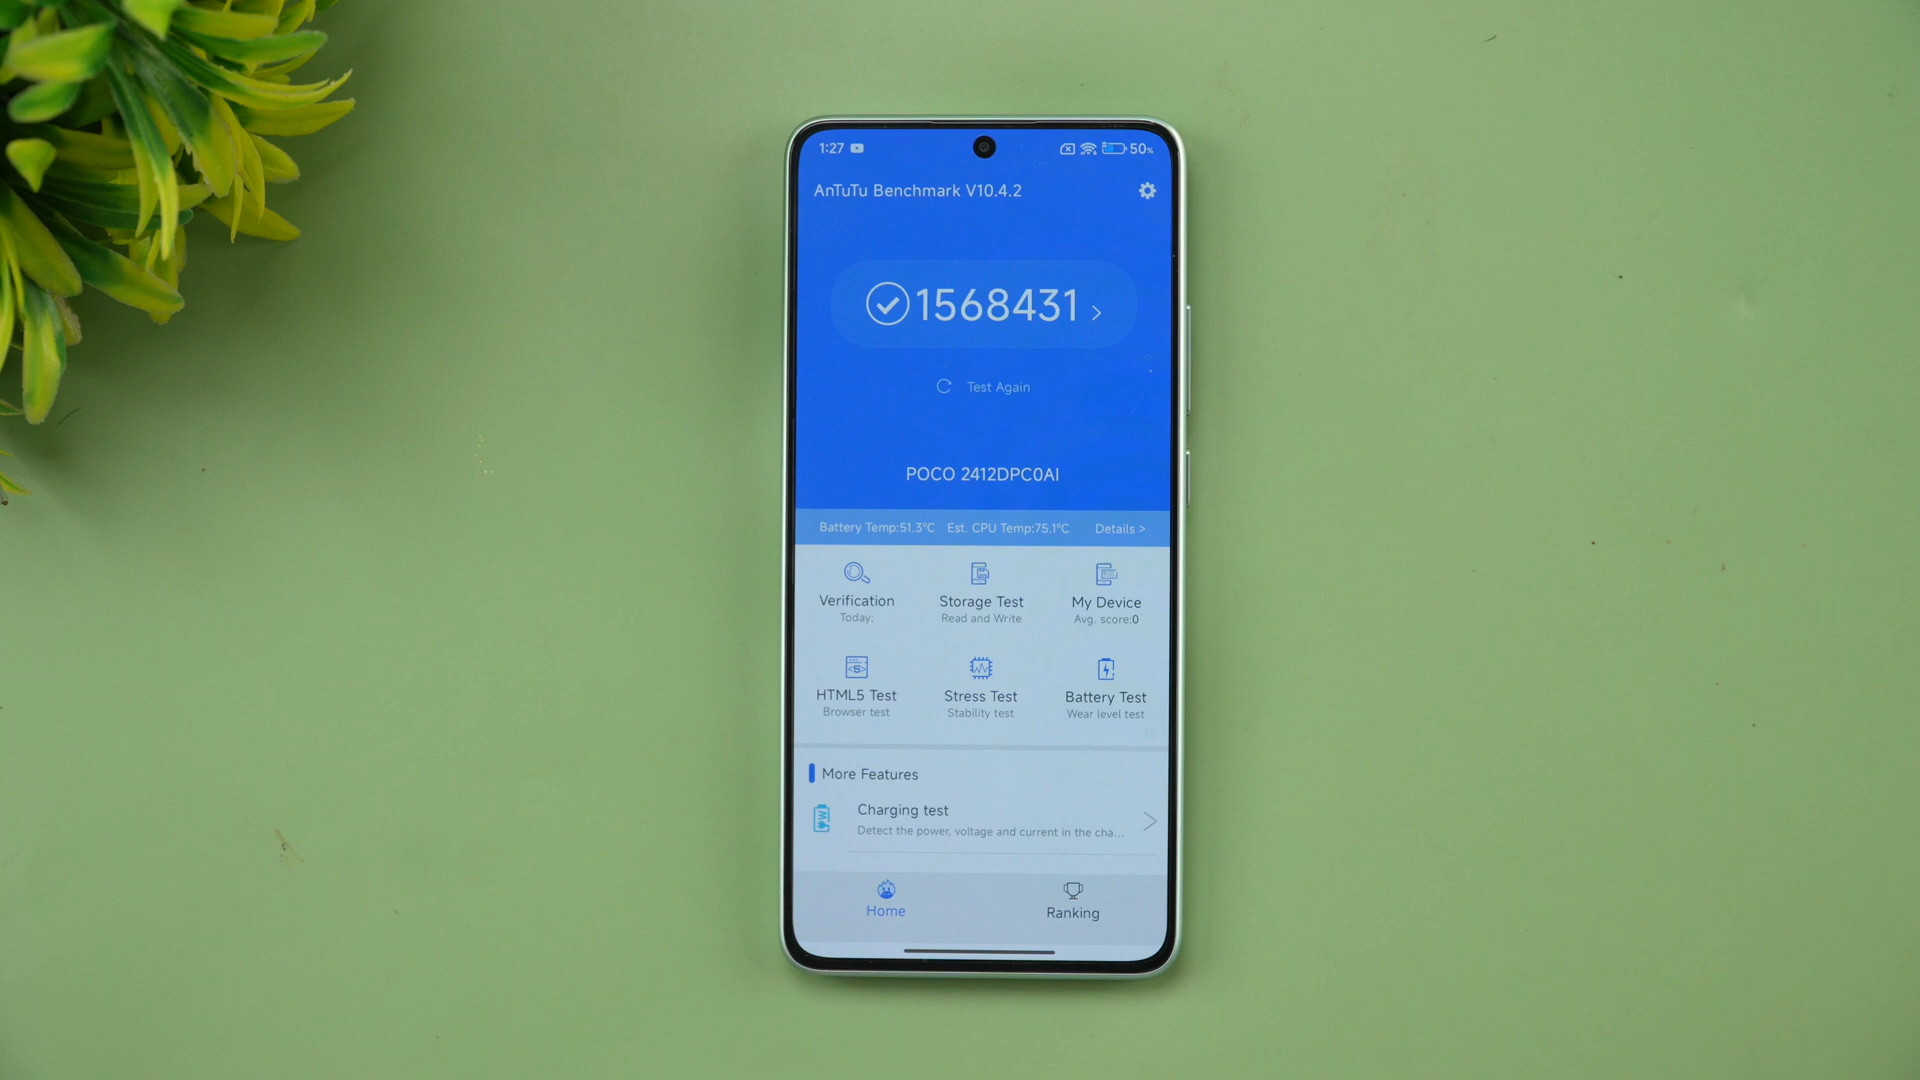 1:27 50%
AnTuTu Benchmark V10.4.2
1568431 >
Test Again
POCO 2412DPC0AI
Battery Temp:51.3°C Est. CPU Temp:75.1°C Details >
Verification Storage Test My Device
Today: Read and Write Avg. score:0
HTML5 Test Stress Test Battery Test
Browser test Stability test Wear level test
More Features
Charging test
Detect the power, voltage and current in the cha...
Home Ranking